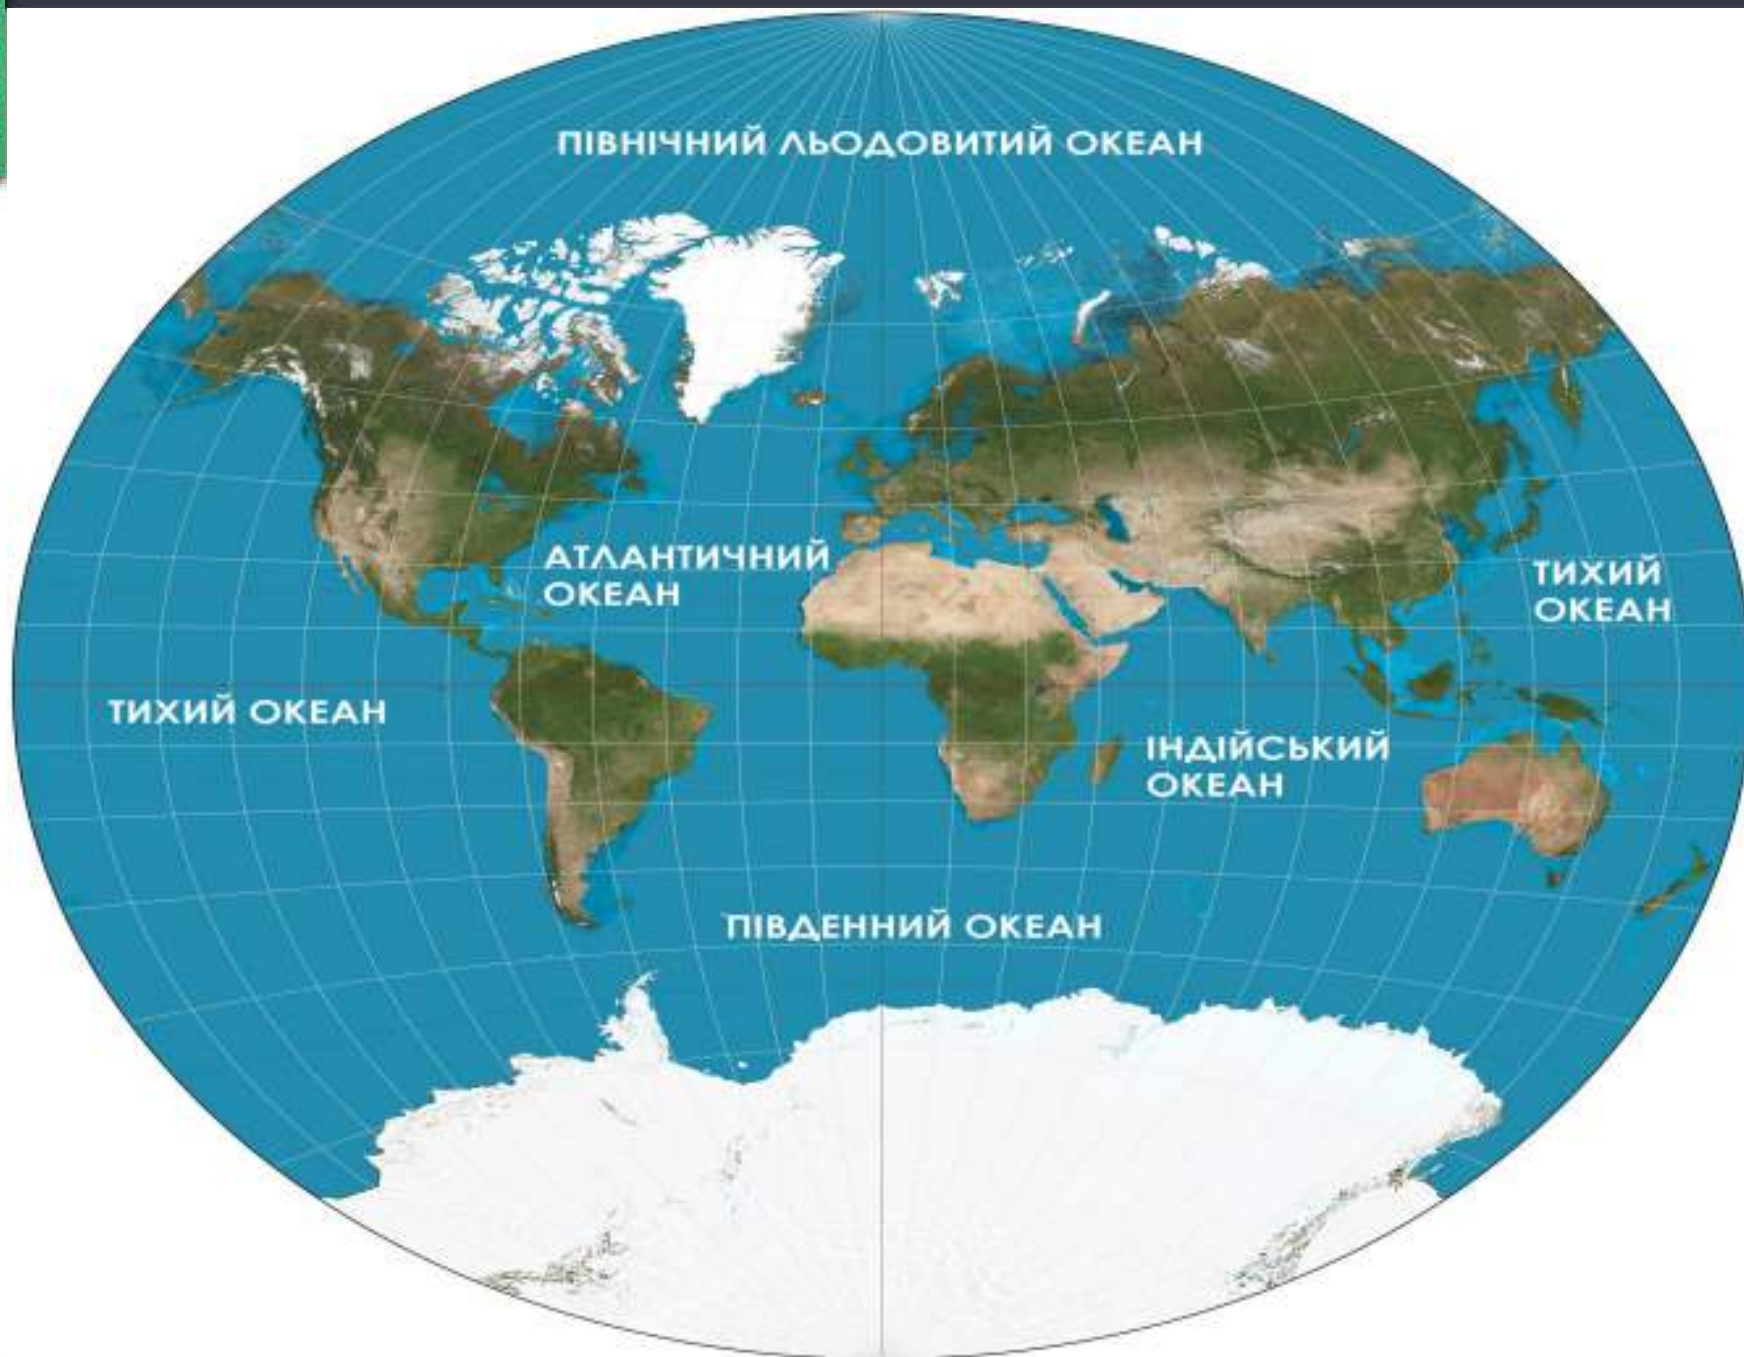 ПІВНІЧНИЙ ЛЬОДОВИТИЙ ОКЕАН
АТЛАНТИЧНИЙ
ОКЕАН
ТИХИЙ
ОКЕАН
ТИХИЙ ОКЕАН
ІНДІЙСЬКИЙ
ОКЕАН
ПІВДЕННИЙ ОКЕАН